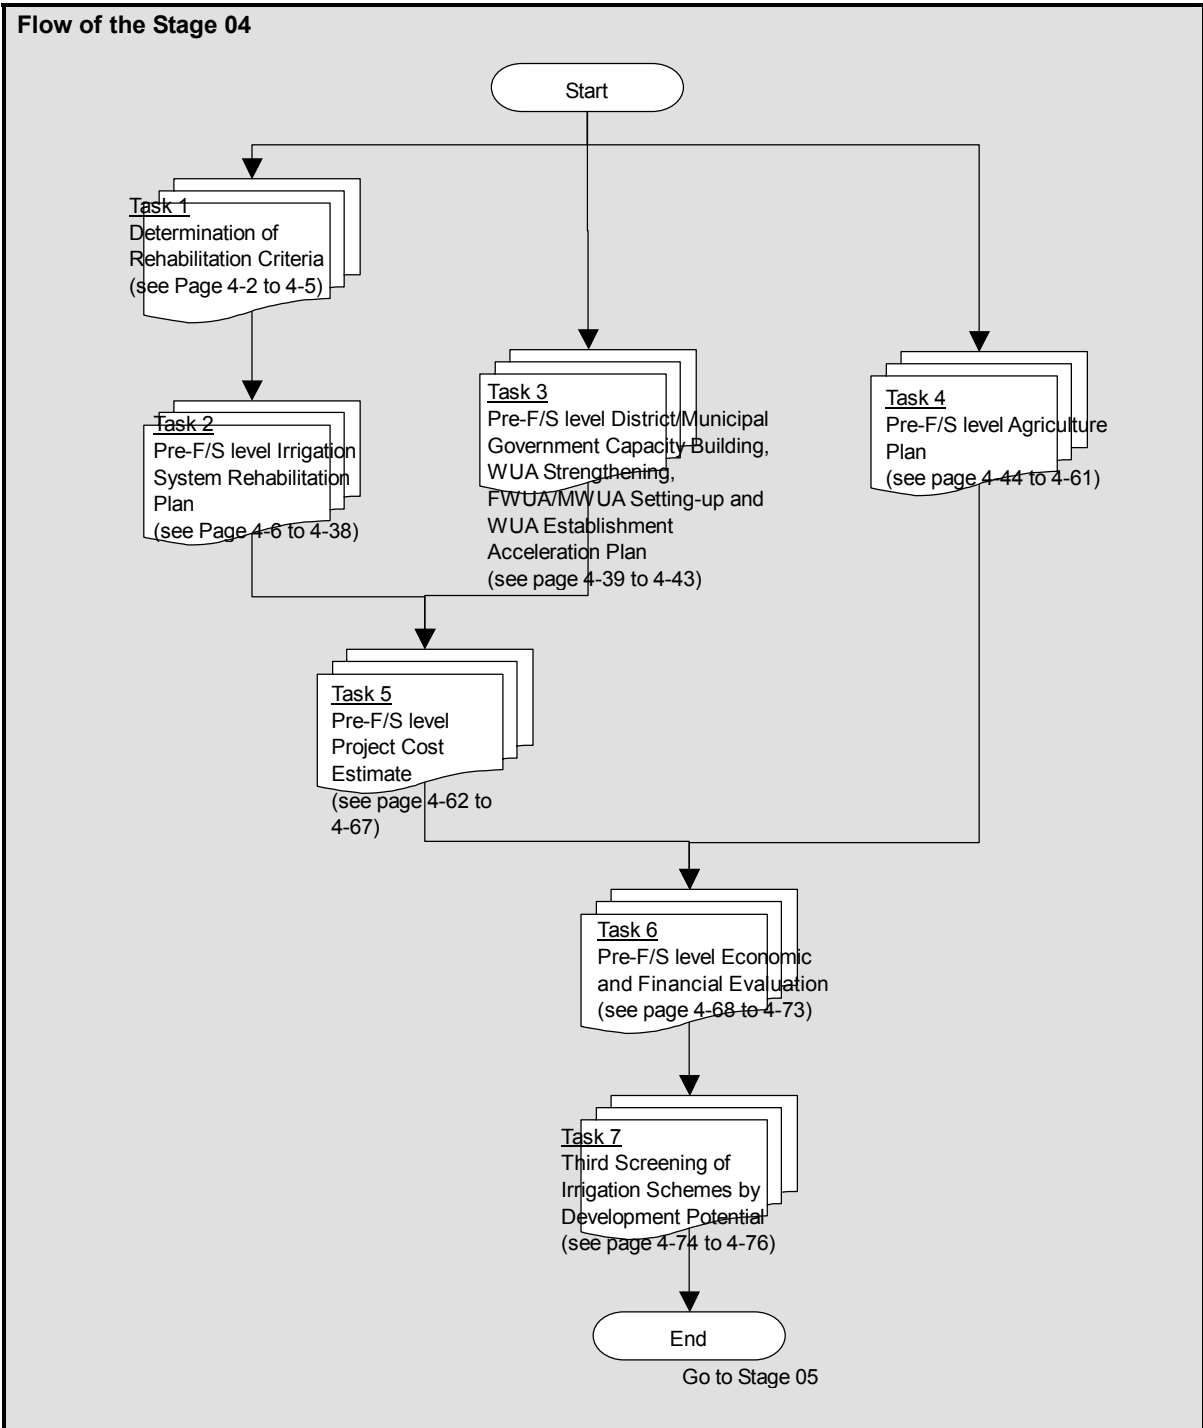 Flow of the Stage 04
Start
Task 1
Determination of
Rehabilitation Criteria
(see Page 4-2 to 4-5)
Task 2
Pre-F/S level Irrigation
System Rehabilitation
Plan
(see Page 4-6 to 4-38)
Task 3
Pre-F/S level District/Municipal
Government Capacity Building,
WUA Strengthening,
FWUA/MWUA Setting-up and
WUA Establishment
Acceleration Plan
(see page 4-39 to 4-43)
Task 4
Pre-F/S level Agriculture
Plan
(see page 4-44 to 4-61)
Task 5
Pre-F/S level
Project Cost
Estimate
(see page 4-62 to
4-67)
Task 6
Pre-F/S level Economic
and Financial Evaluation
(see page 4-68 to 4-73)
Task 7
Third Screening of
Irrigation Schemes by
Development Potential
(see page 4-74 to 4-76)
End
Go to Stage 05